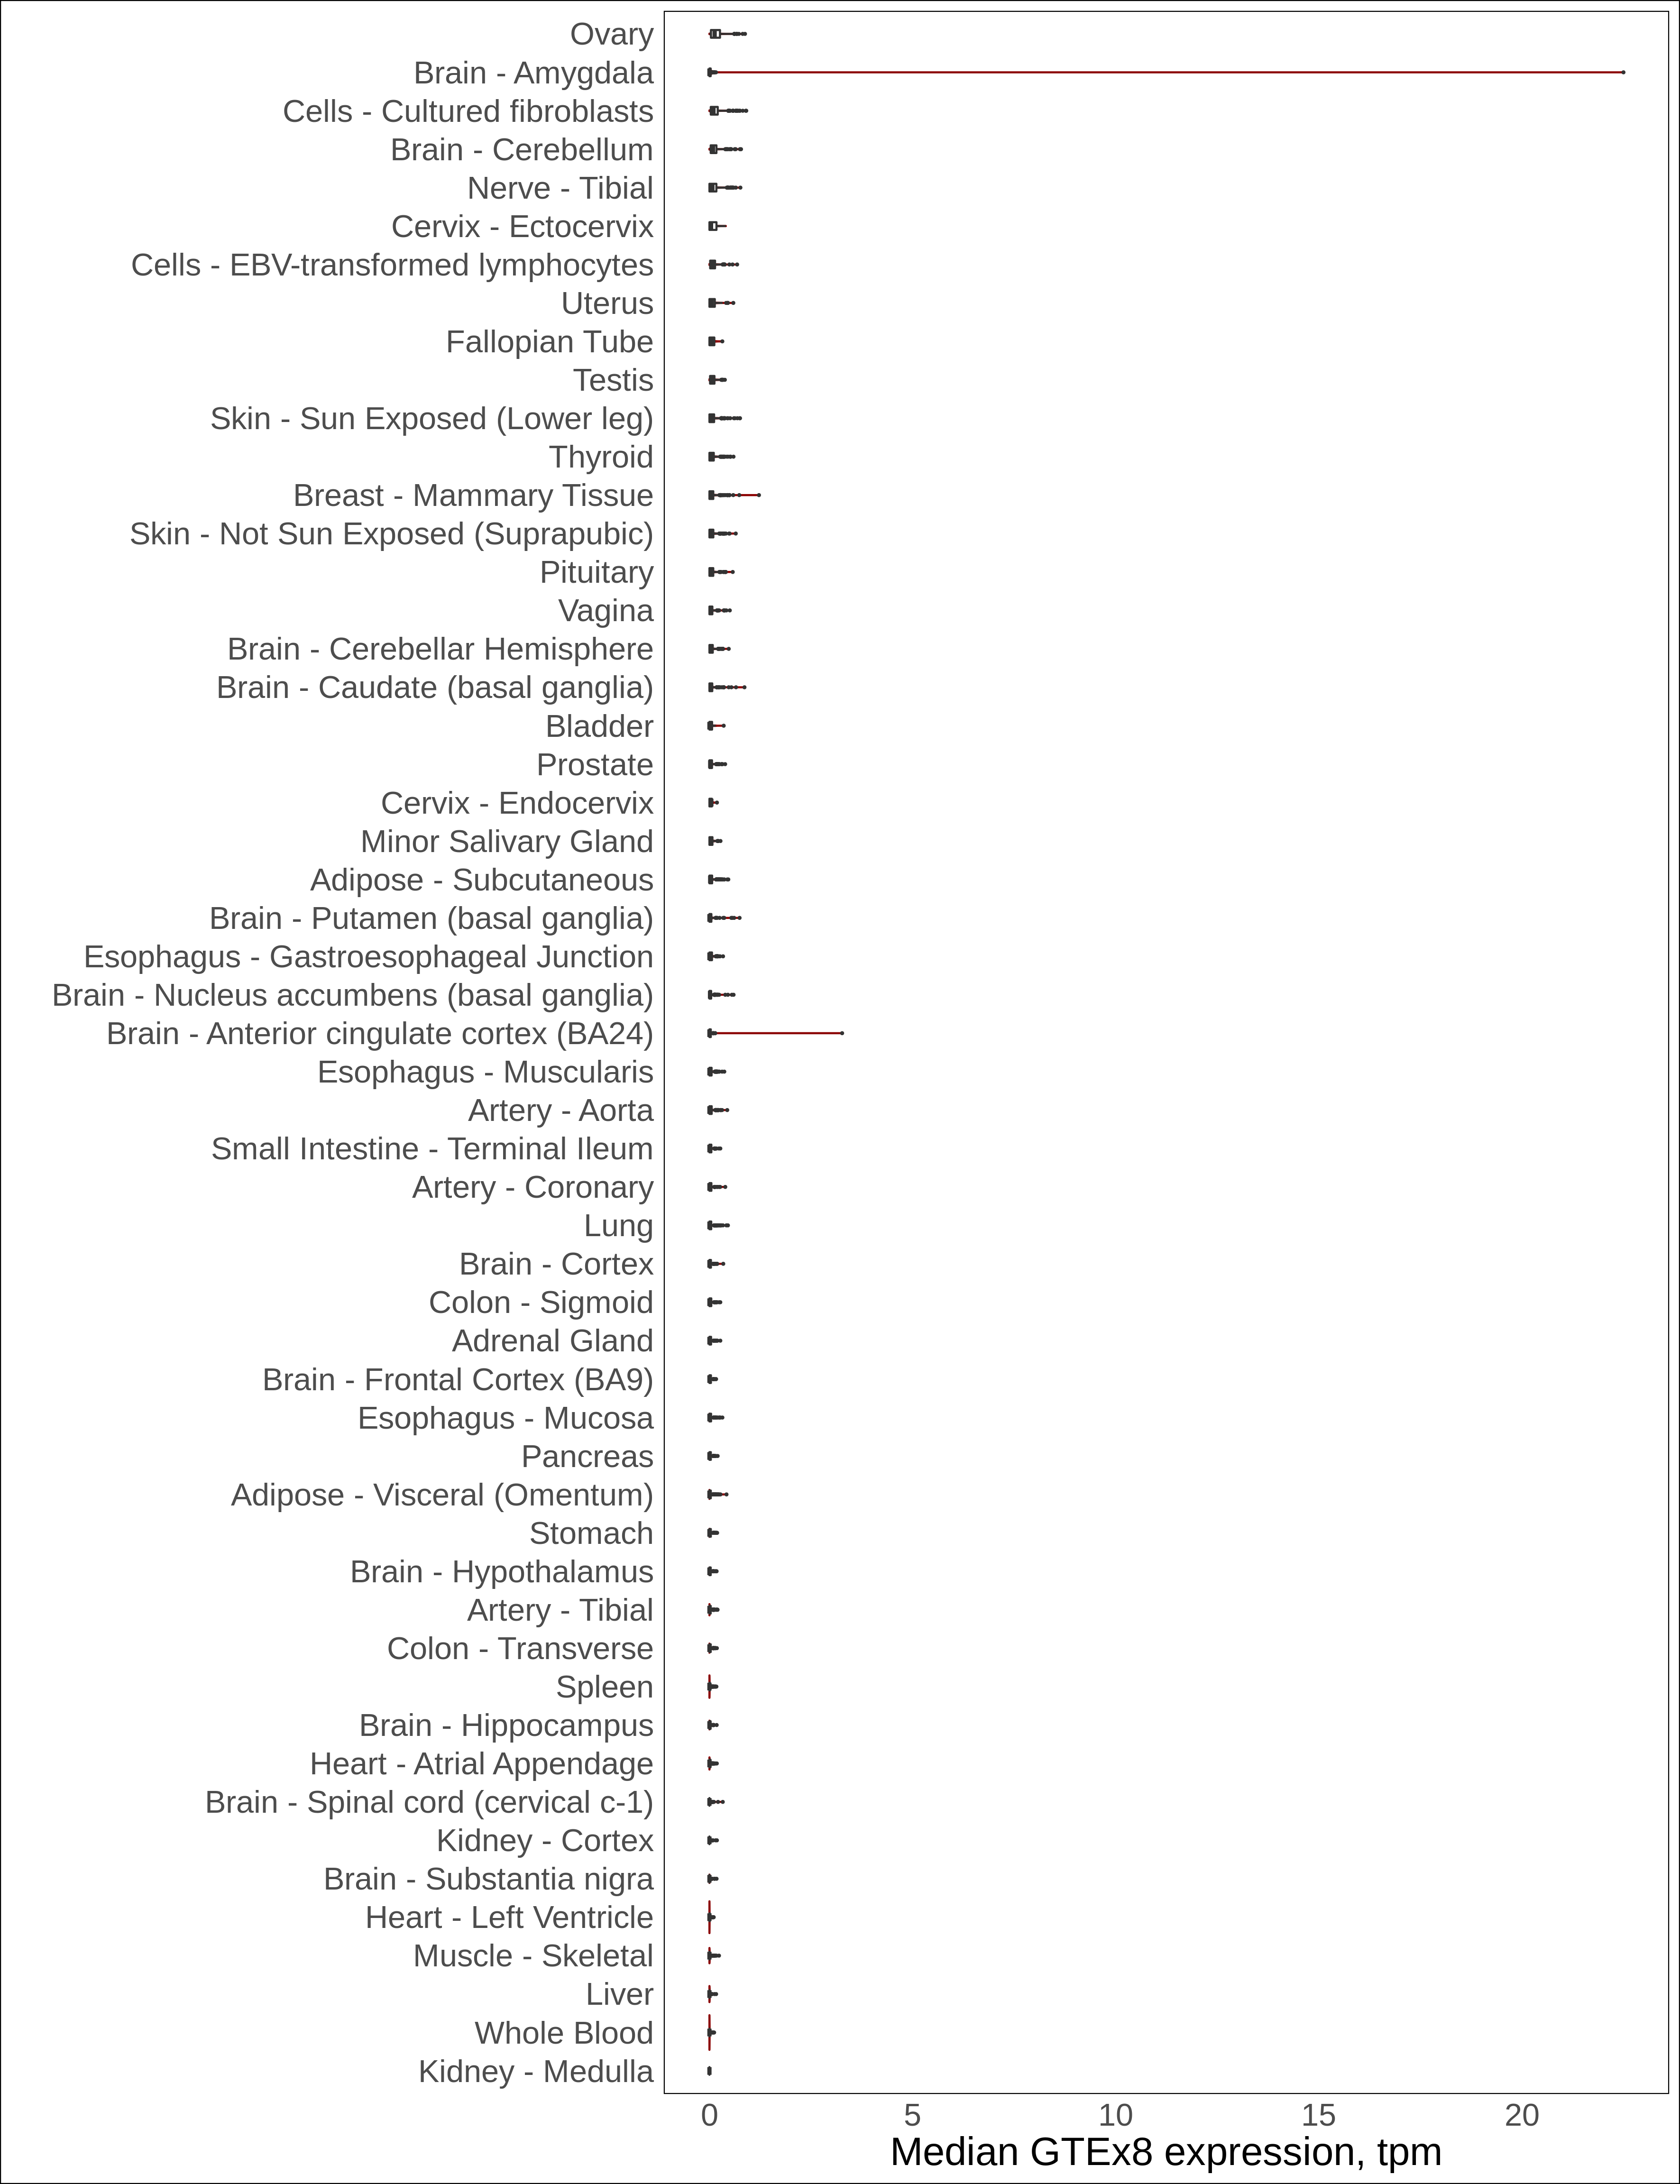 Ovary
Brain - Amygdala
Cells - Cultured fibroblasts
Brain - Cerebellum
Nerve - Tibial
Cervix - Ectocervix
Cells - EBV-transformed lymphocytes
Uterus
Fallopian Tube
Testis
Skin - Sun Exposed (Lower leg)
Thyroid
Breast - Mammary Tissue
Skin - Not Sun Exposed (Suprapubic)
Pituitary
Vagina
Brain - Cerebellar Hemisphere
Brain - Caudate (basal ganglia)
Bladder
Prostate
Cervix - Endocervix
Minor Salivary Gland
Adipose - Subcutaneous
Brain - Putamen (basal ganglia)
Esophagus - Gastroesophageal Junction
Brain - Nucleus accumbens (basal ganglia)
Brain - Anterior cingulate cortex (BA24)
Esophagus - Muscularis
Artery - Aorta
Small Intestine - Terminal Ileum
Artery - Coronary
Lung
Brain - Cortex
Colon - Sigmoid
Adrenal Gland
Brain - Frontal Cortex (BA9)
Esophagus - Mucosa
Pancreas
Adipose - Visceral (Omentum)
Stomach
Brain - Hypothalamus
Artery - Tibial
Colon - Transverse
Spleen
Brain - Hippocampus
Heart - Atrial Appendage
Brain - Spinal cord (cervical c-1)
Kidney - Cortex
Brain - Substantia nigra
Heart - Left Ventricle
Muscle - Skeletal
Liver
Whole Blood
Kidney - Medulla
0 5 10 15 20
Median GTEx8 expression, tpm